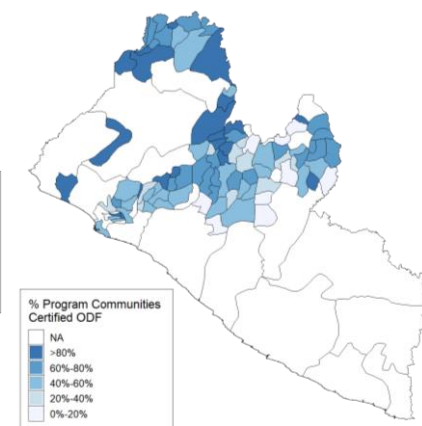 % Program Communities
Certified ODF
NA
>80%
60%-80%
40%-60%
20%-40%
0%-20%